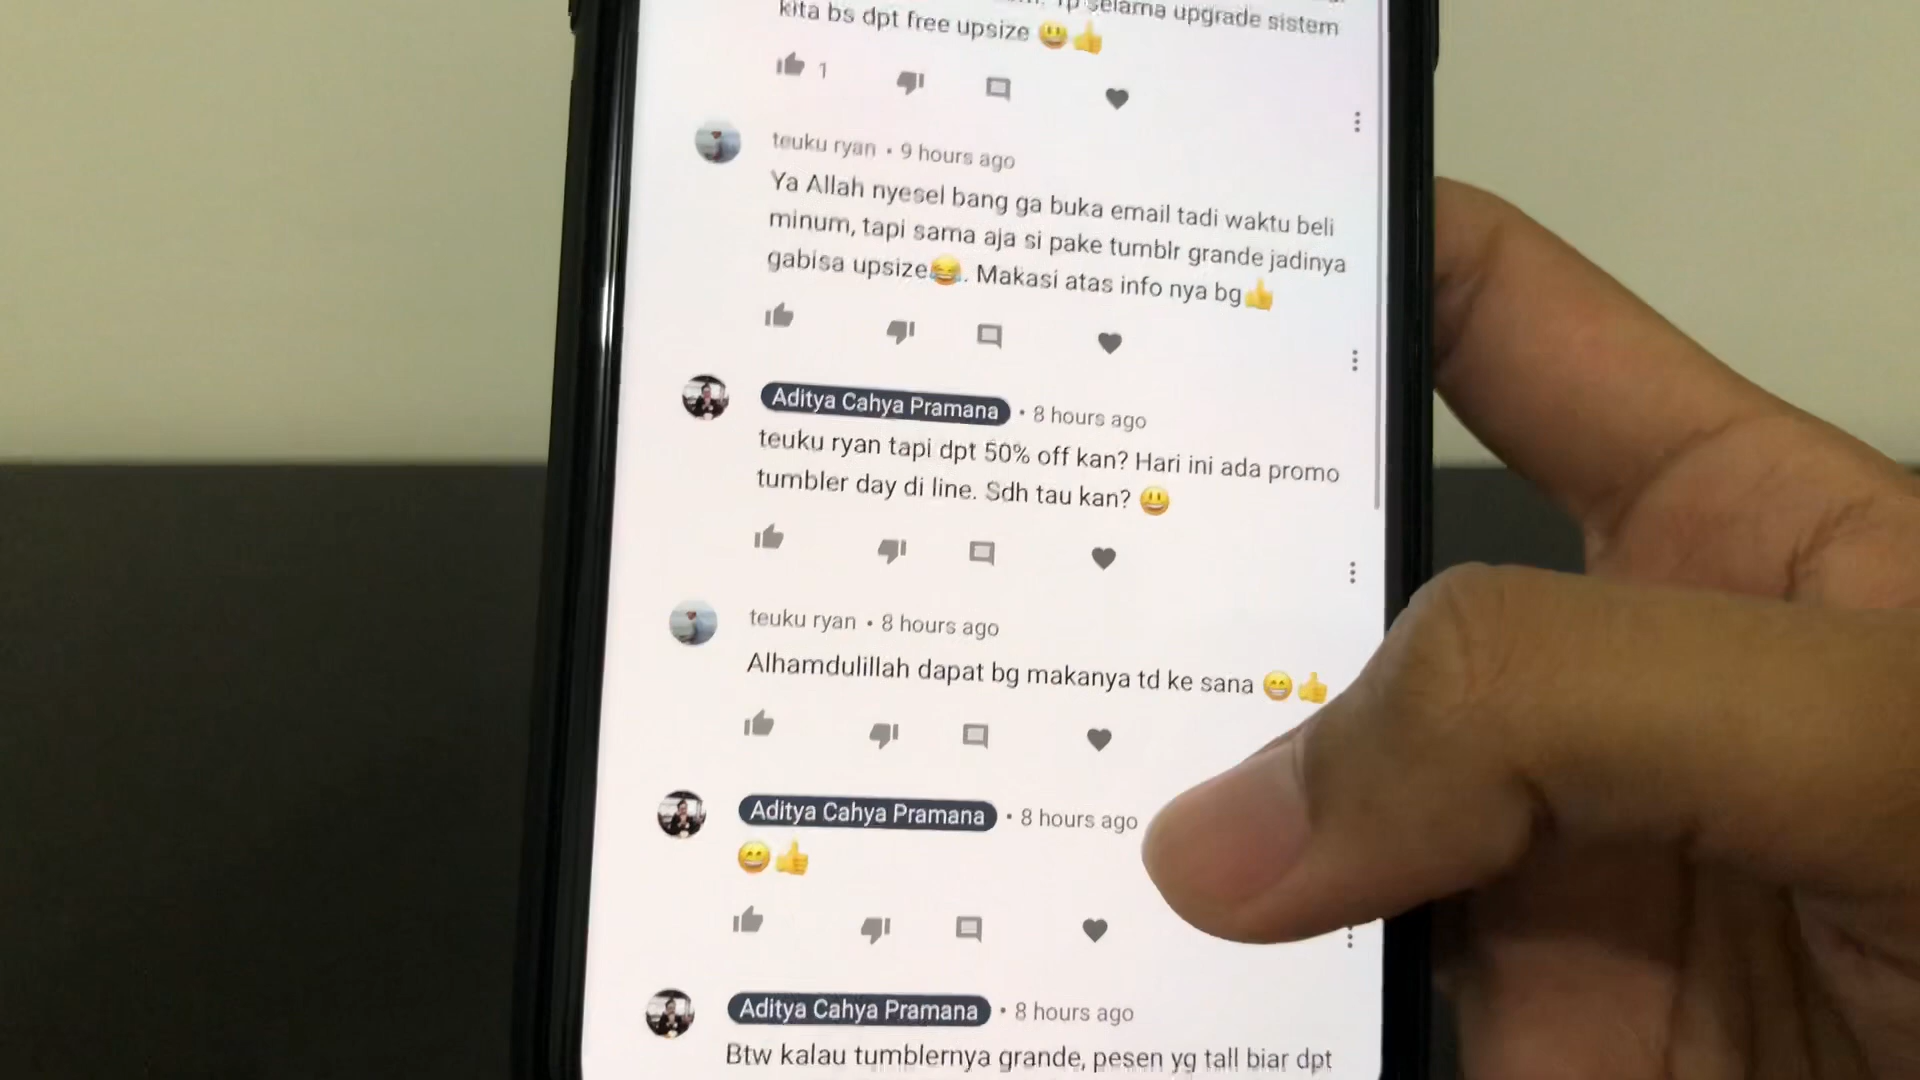 selama upgrade sistem
kita bs dpt free upsize 😃👍
1
teuku ryan • 9 hours ago
Ya Allah nyesel bang ga buka email tadi waktu beli
minum, tapi sama aja si pake tumblr grande jadinya
gabisa upsize😂. Makasi atas info nya bg👍
Aditya Cahya Pramana • 8 hours ago
teuku ryan tapi dpt 50% off kan? Hari ini ada promo
tumbler day di line. Sdh tau kan? 😃
teuku ryan • 8 hours ago
Alhamdulillah dapat bg makanya td ke sana 😁👍
Aditya Cahya Pramana • 8 hours ago
😄👍
Aditya Cahya Pramana • 8 hours ago
Btw kalau tumblernya grande, pesen yg tall biar dpt